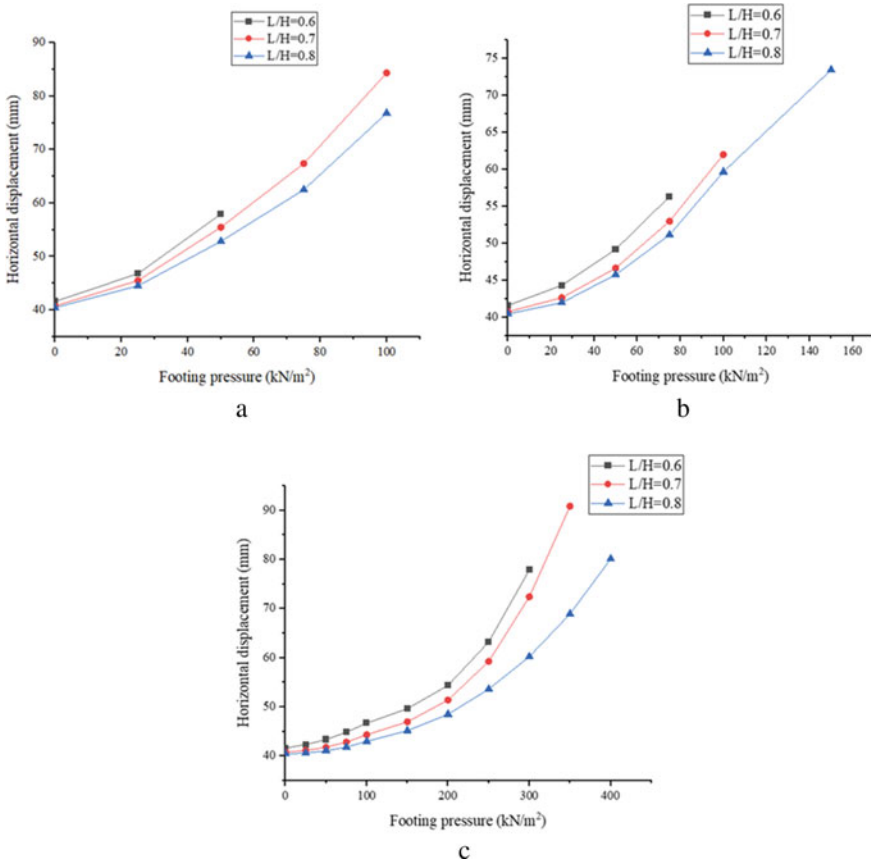 L/H=0.6
L/H=0.7
L/H=0.8
90
80
70
60
50
40
Horizontal displacement (mm)
0 20 40 60 80 100
Footing pressure (kN/m²)
a
L/H=0.6
L/H=0.7
L/H=0.8
75
70
65
60
55
50
45
40
Horizontal displacement (mm)
0 20 40 60 80 100 120 140 160
Footing pressure (kN/m²)
b
L/H=0.6
L/H=0.7
L/H=0.8
90
80
70
60
50
40
Horizontal displacement (mm)
0 100 200 300 400
Footing pressure (kN/m²)
c